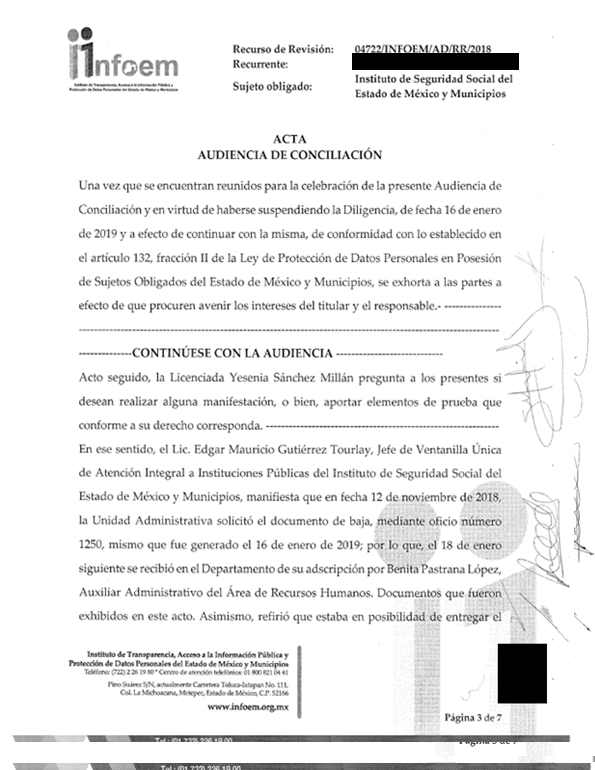 infoem
Instituto de Transparencia, Acceso a la Información Pública y
Protección de Datos Personales del Estado de México y Municipios
Recurso de Revisión: 04722/INFOEM/AD/RR/2018
Recurrente:
Sujeto obligado: Instituto de Seguridad Social del
Estado de México y Municipios
ACTA
AUDIENCIA DE CONCILIACIÓN
Una vez que se encuentran reunidos para la celebración de la presente Audiencia de
Conciliación y en virtud de haberse suspendiendo la Diligencia, de fecha 16 de enero
de 2019 y a efecto de continuar con la misma, de conformidad con lo establecido en
el artículo 132, fracción II de la Ley de Protección de Datos Personales en Posesión
de Sujetos Obligados del Estado de México y Municipios, se exhorta a las partes a
efecto de que procuren avenir los intereses del titular y el responsable.- ---------------
--------------------------------------------------------------------------------------------
--------------CONTINÚESE CON LA AUDIENCIA ----------------------------
Acto seguido, la Licenciada Yesenia Sánchez Millán pregunta a los presentes si
desean realizar alguna manifestación, o bien, aportar elementos de prueba que
conforme a su derecho corresponda. -----------------------------------------------
En ese sentido, el Lic. Edgar Mauricio Gutiérrez Tourlay, Jefe de Ventanilla Única
de Atención Integral a Instituciones Públicas del Instituto de Seguridad Social del
Estado de México y Municipios, manifiesta que en fecha 12 de noviembre de 2018,
la Unidad Administrativa solicitó el documento de baja, mediante oficio número
1250, mismo que fue generado el 16 de enero de 2019; por lo que, el 18 de enero
siguiente se recibió en el Departamento de su adscripción por Benita Pastrana López,
Auxiliar Administrativo del Área de Recursos Humanos. Documentos que fueron
exhibidos en este acto. Asimismo, refirió que estaba en posibilidad de entregar el
Instituto de Transparencia, Acceso a la Información Pública y
Protección de Datos Personales del Estado de México y Municipios
Teléfono: (722) 2 26 19 80 * Centro de atención telefónica: 01 800 821 04 41
Pino Suárez S/N, actualmente Carretera Toluca-Ixtapan No. 111,
Col. La Michoacana, Metepec, Estado de México, C.P. 52166
www.infoem.org.mx
Página 3 de 7